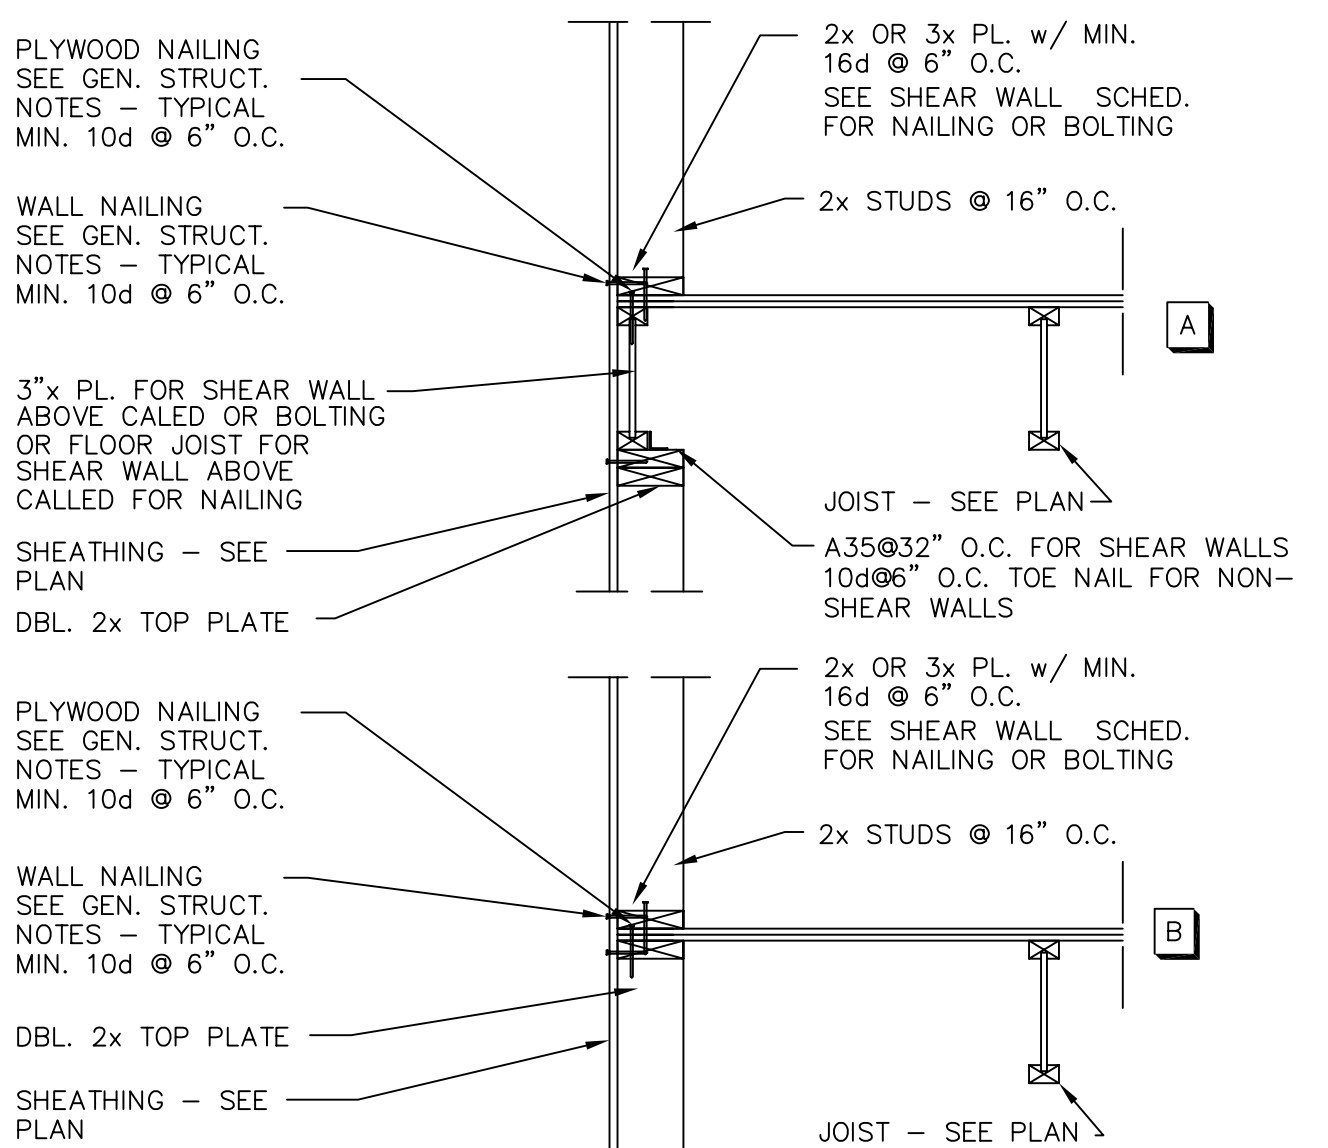 PLYWOOD NAILING
SEE GEN. STRUCT.
NOTES – TYPICAL
MIN. 10d @ 6” O.C.
WALL NAILING
SEE GEN. STRUCT.
NOTES – TYPICAL
MIN. 10d @ 6” O.C.
3”x PL. FOR SHEAR WALL
ABOVE CALED OR BOLTING
OR FLOOR JOIST FOR
SHEAR WALL ABOVE
CALLED FOR NAILING
SHEATHING – SEE
PLAN
DBL. 2x TOP PLATE
2x OR 3x PL. w/ MIN.
16d @ 6” O.C.
SEE SHEAR WALL SCHED.
FOR NAILING OR BOLTING
2x STUDS @ 16” O.C.
A
JOIST – SEE PLAN
A35@32” O.C. FOR SHEAR WALLS
10d@6” O.C. TOE NAIL FOR NON–
SHEAR WALLS
PLYWOOD NAILING
SEE GEN. STRUCT.
NOTES – TYPICAL
MIN. 10d @ 6” O.C.
WALL NAILING
SEE GEN. STRUCT.
NOTES – TYPICAL
MIN. 10d @ 6” O.C.
DBL. 2x TOP PLATE
SHEATHING – SEE
PLAN
2x OR 3x PL. w/ MIN.
16d @ 6” O.C.
SEE SHEAR WALL SCHED.
FOR NAILING OR BOLTING
2x STUDS @ 16” O.C.
B
JOIST – SEE PLAN